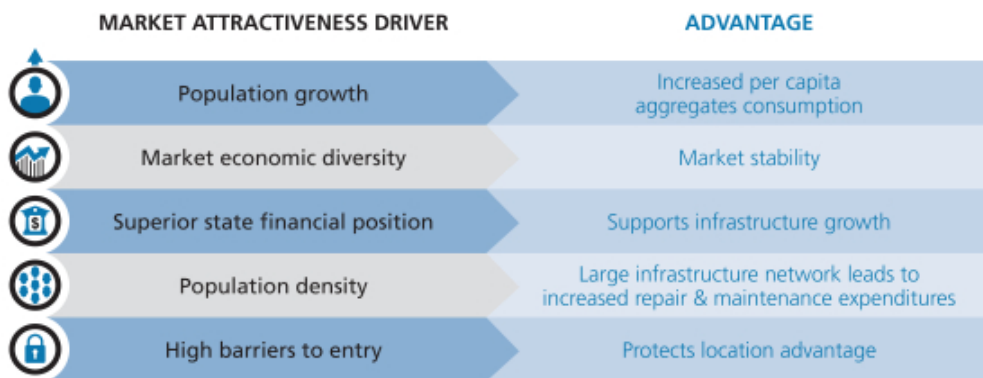 MARKET ATTRACTIVENESS DRIVER
ADVANTAGE
Population growth
Increased per capita
aggregates consumption
Market economic diversity
Market stability
$
Superior state financial position
Supports infrastructure growth
Population density
Large infrastructure network leads to
increased repair & maintenance expenditures
High barriers to entry
Protects location advantage